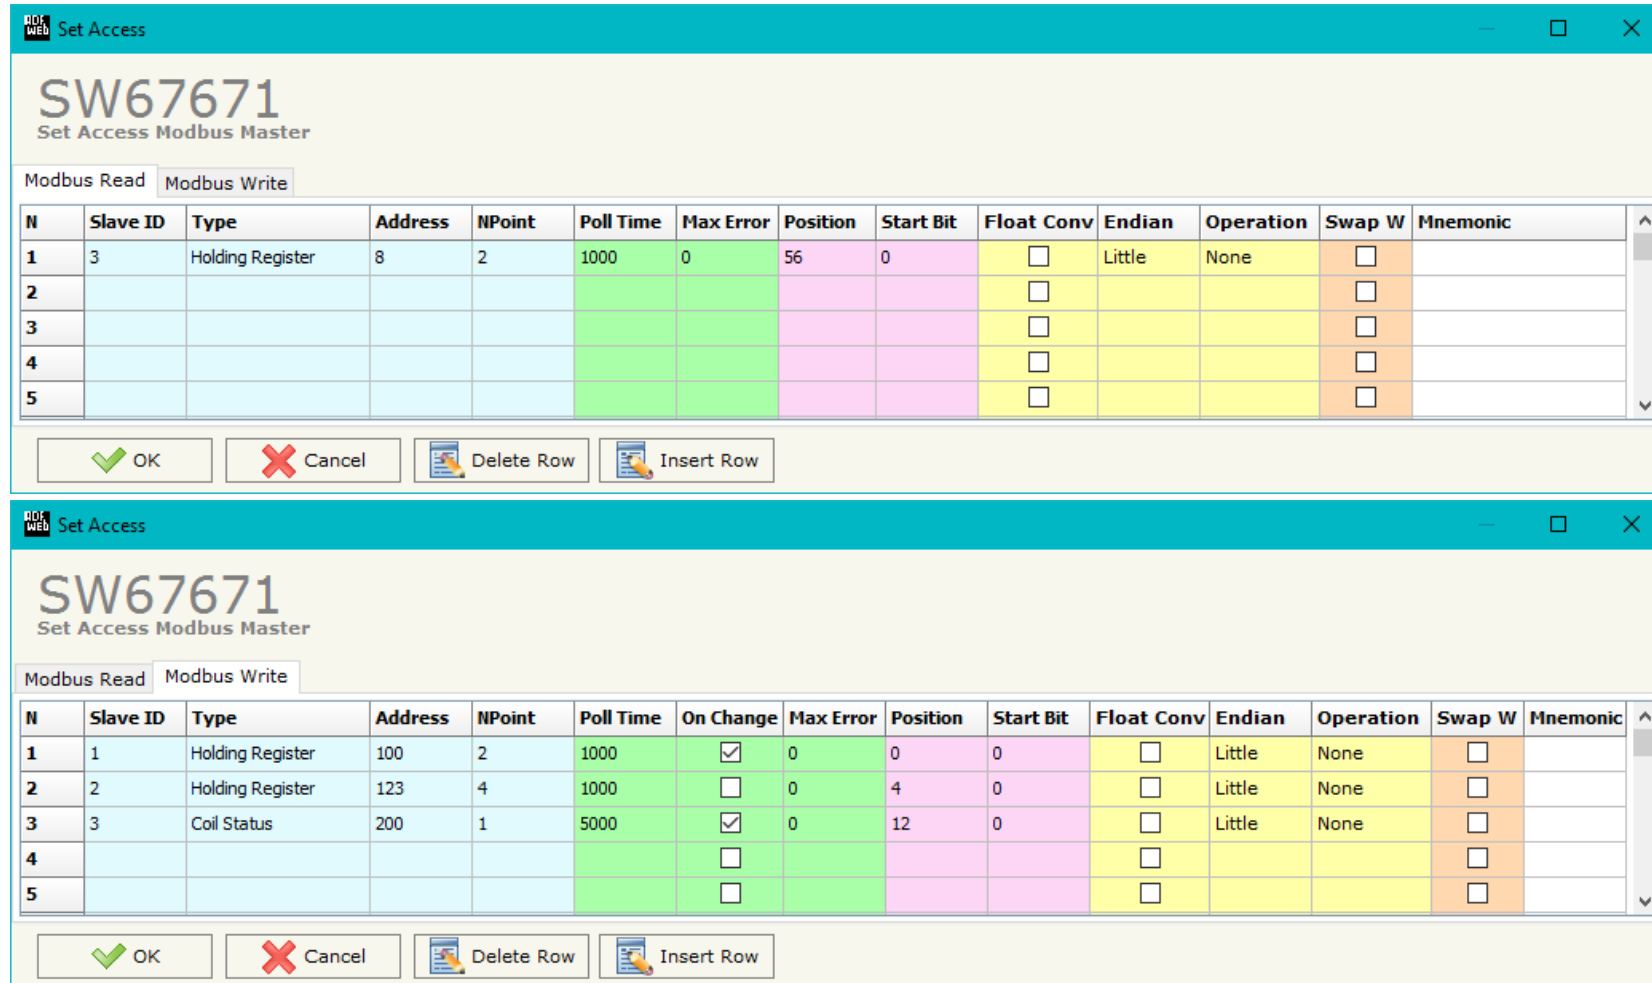 ADF
WEB Set Access
SW67671
Set Access Modbus Master
Modbus Read Modbus Write
N Slave ID Type Address NPoint Poll Time Max Error Position Start Bit Float Conv Endian Operation Swap W Mnemonic
1 3 Holding Register 8 2 1000 0 56 0 Little None
2
3
4
5
OK Cancel Delete Row Insert Row
ADF
WEB Set Access
SW67671
Set Access Modbus Master
Modbus Read Modbus Write
N Slave ID Type Address NPoint Poll Time On Change Max Error Position Start Bit Float Conv Endian Operation Swap W Mnemonic
1 1 Holding Register 100 2 1000 0 0 0 Little None
2 2 Holding Register 123 4 1000 0 4 0 Little None
3 3 Coil Status 200 1 5000 0 12 0 Little None
4
5
OK Cancel Delete Row Insert Row